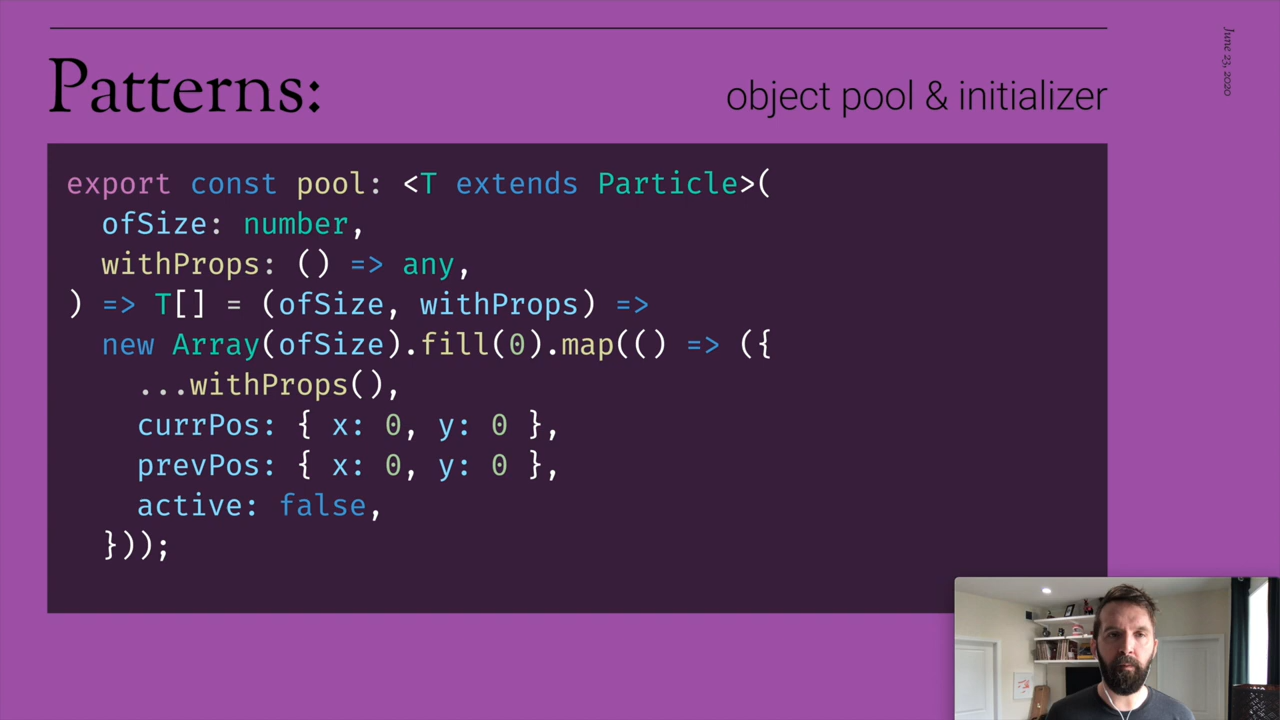 June 23, 2020
Patterns:
object pool & initializer
export const pool: <T extends Particle>(
  ofSize: number,
  withProps: () => any,
) => T[] = (ofSize, withProps) =>
  new Array(ofSize).fill(0).map(() => ({
    ...withProps(),
    currPos: { x: 0, y: 0 },
    prevPos: { x: 0, y: 0 },
    active: false,
  }));